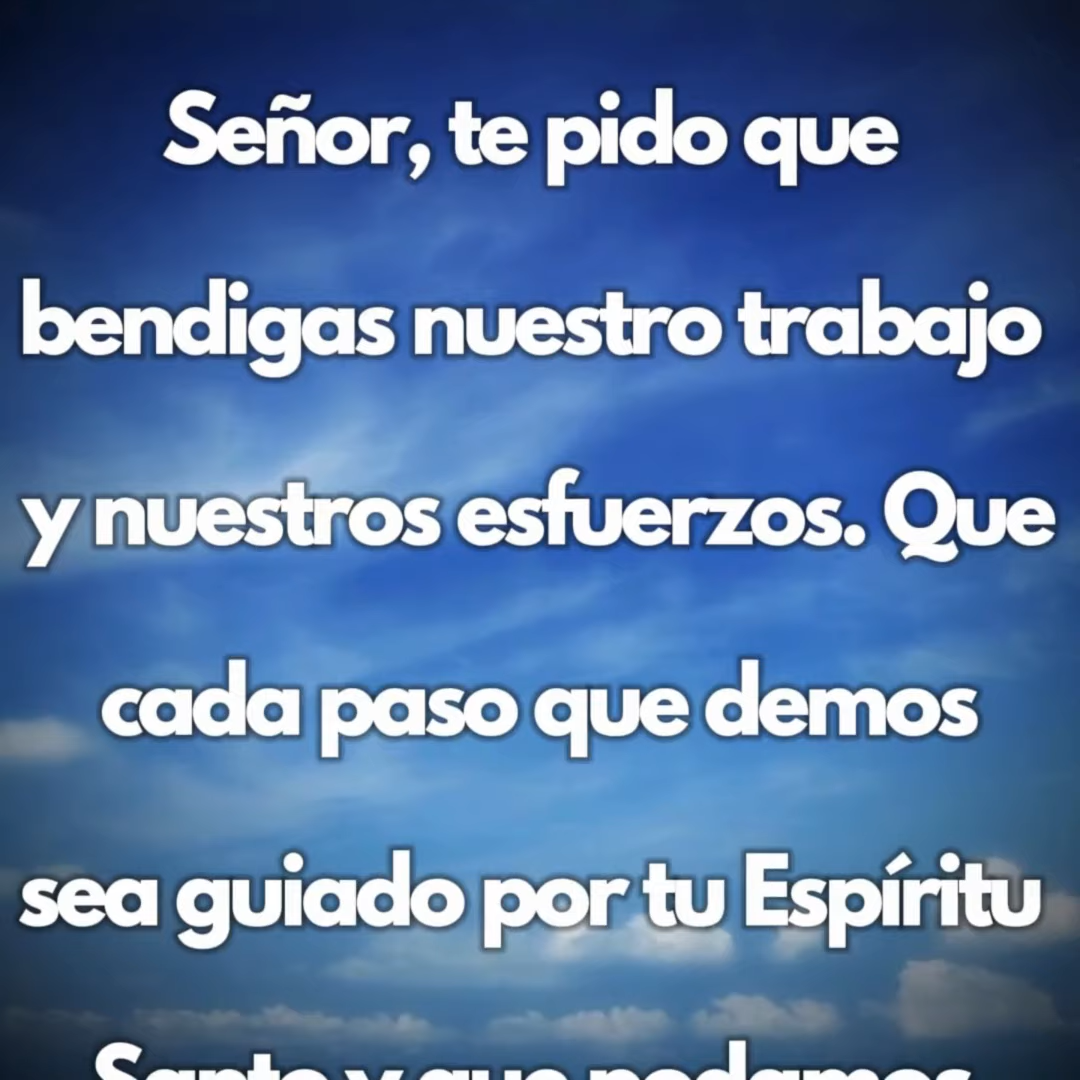 Señor, te pido que
bendigas nuestro trabajo
y nuestros esfuerzos. Que
cada paso que demos
sea guiado por tu Espíritu
Santo y que podamos